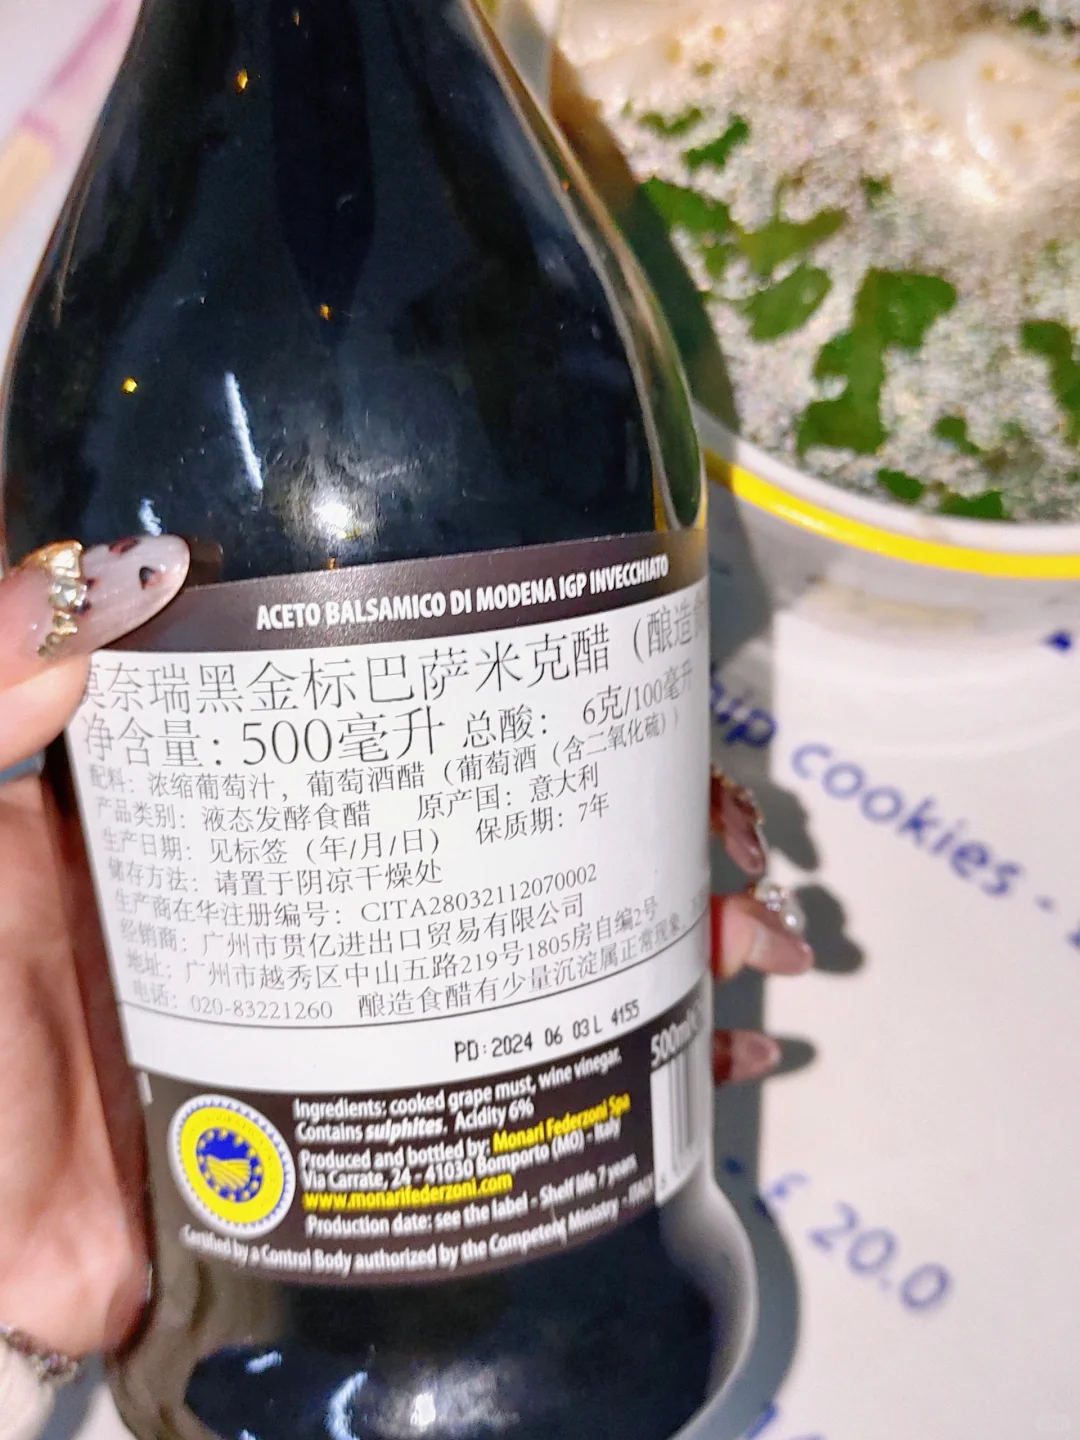 ACETO BALSAMICO DI MODENA IGP INVECCHIATO
奈瑞黑金标巴萨米克醋（酿造
净含量：500毫升 总酸： 6克/100毫升
配料：浓缩葡萄汁，葡萄酒醋（葡萄酒（含二氧化硫））
产品类别：液态发酵食醋 原产国：意大利
生产日期：见标签（年/月/日） 保质期：7年
储存方法：请置于阴凉干燥处
生产商在华注册编号：CITA28032112070002
经销商：广州市贯亿进出口贸易有限公司
地址：广州市越秀区中山五路219号1805房自编2号
电话：020-83221260 酿造食醋有少量沉淀属正常现象
PD:2024 06 03 L 4155
500ml
Ingredients: cooked grape must, wine vinegar.
Contains sulphites. Acidity 6%
Produced and bottled by: Monari Federzoni Spa
Via Carrate, 24 - 41030 Bomporto (MO) - Italy
www.monarifederzoni.com
Production date: see the label - Shelf life 7 years
Certified by a Control Body authorized by the Competent Ministry -
hip cookies -
£ 20.0